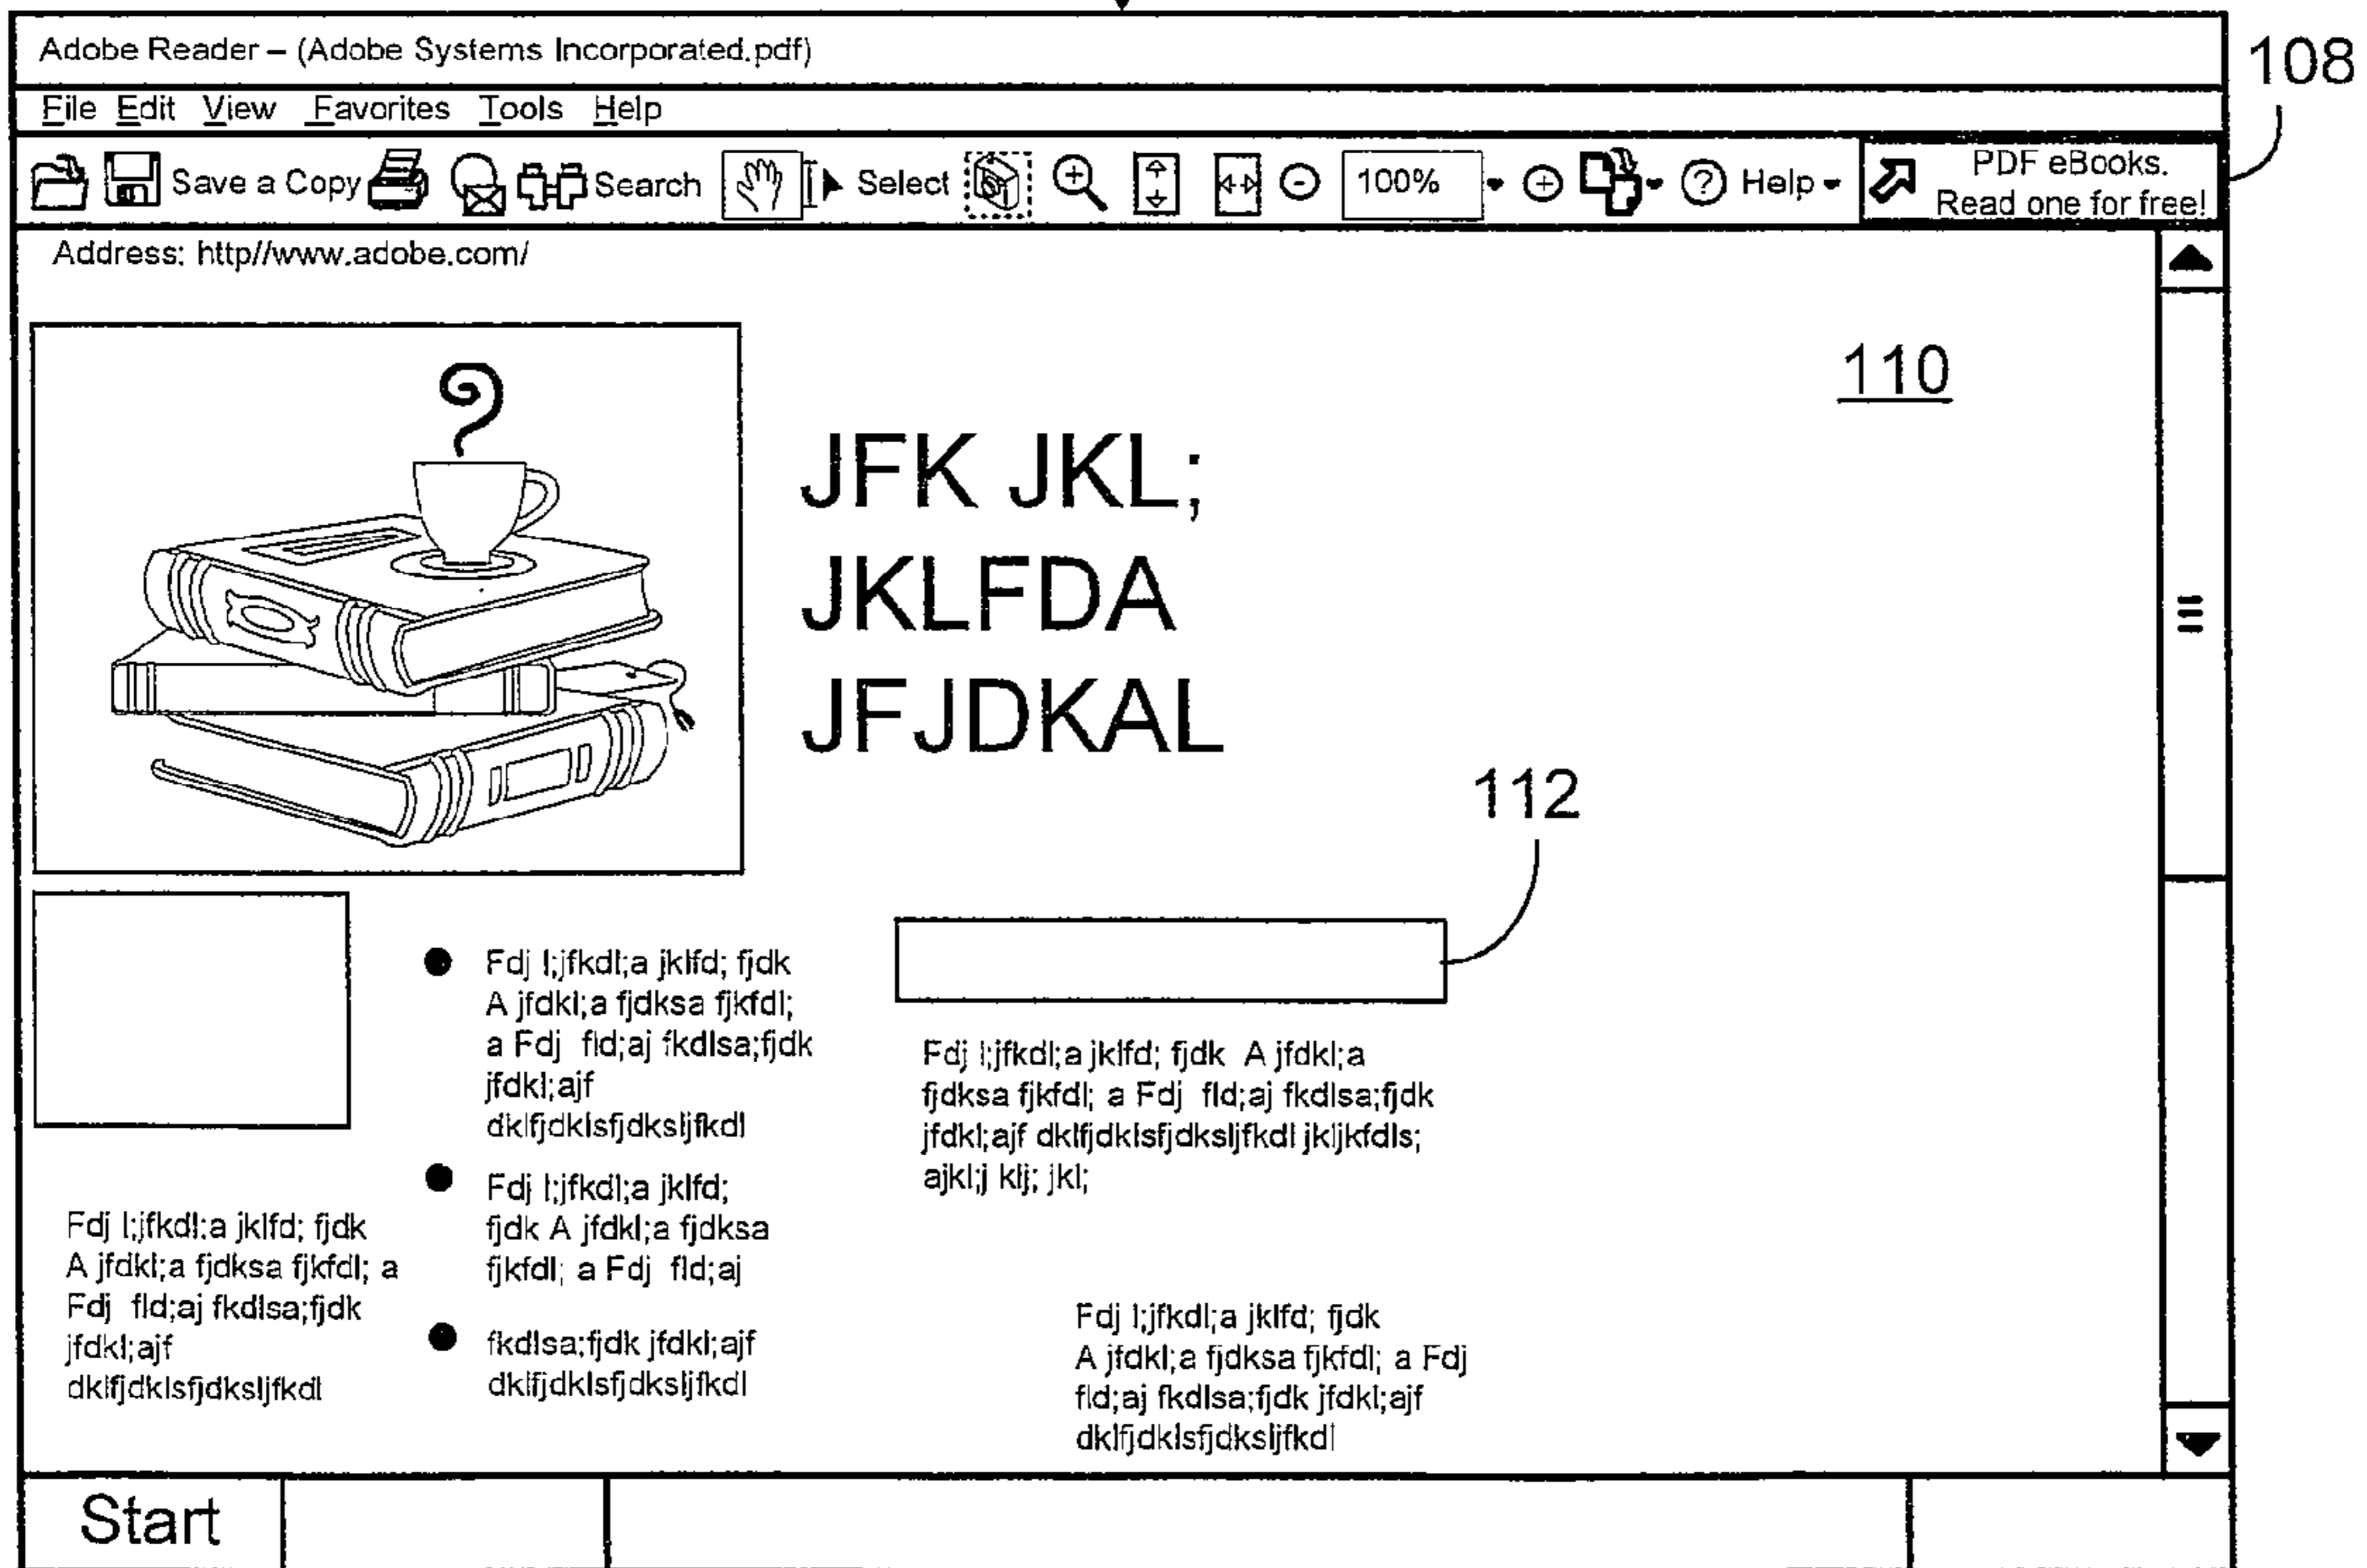 Adobe Reader – (Adobe Systems Incorporated.pdf)
108
File Edit View Favorites Tools Help
Save a Copy Search Select 100% Help PDF eBooks.
Read one for free!
Address: http//www.adobe.com/
110
JFK JKL;
JKLFDA
JFJDKAL
112
Fdj l;jfkdl;a jklfd; fjdk
A jfdkl;a fjdksa fjkfdl;
a Fdj fld;aj fkdlsa;fjdk
jfdkl;ajf
dklfjdklsfjdksljfkdl
Fdj l;jfkdl;a jklfd;
fjdk A jfdkl;a fjdksa
fjkfdl; a Fdj fld;aj
fkdlsa;fjdk jfdkl;ajf
dklfjdklsfjdksljfkdl
Fdj l;jfkdl;a jklfd; fjdk A jfdkl;a
fjdksa fjkfdl; a Fdj fld;aj fkdlsa;fjdk
jfdkl;ajf dklfjdklsfjdksljfkdl jkljkfdls;
ajkl;j klj; jkl;
Fdj l;jfkdl;a jklfd; fjdk
A jfdkl;a fjdksa fjkfdl; a
Fdj fld;aj fkdlsa;fjdk
jfdkl;ajf
dklfjdklsfjdksljfkdl
Fdj l;jfkdl;a jklfd; fjdk
A jfdkl;a fjdksa fjkfdl; a Fdj
fld;aj fkdlsa;fjdk jfdkl;ajf
dklfjdklsfjdksljfkdl
Start